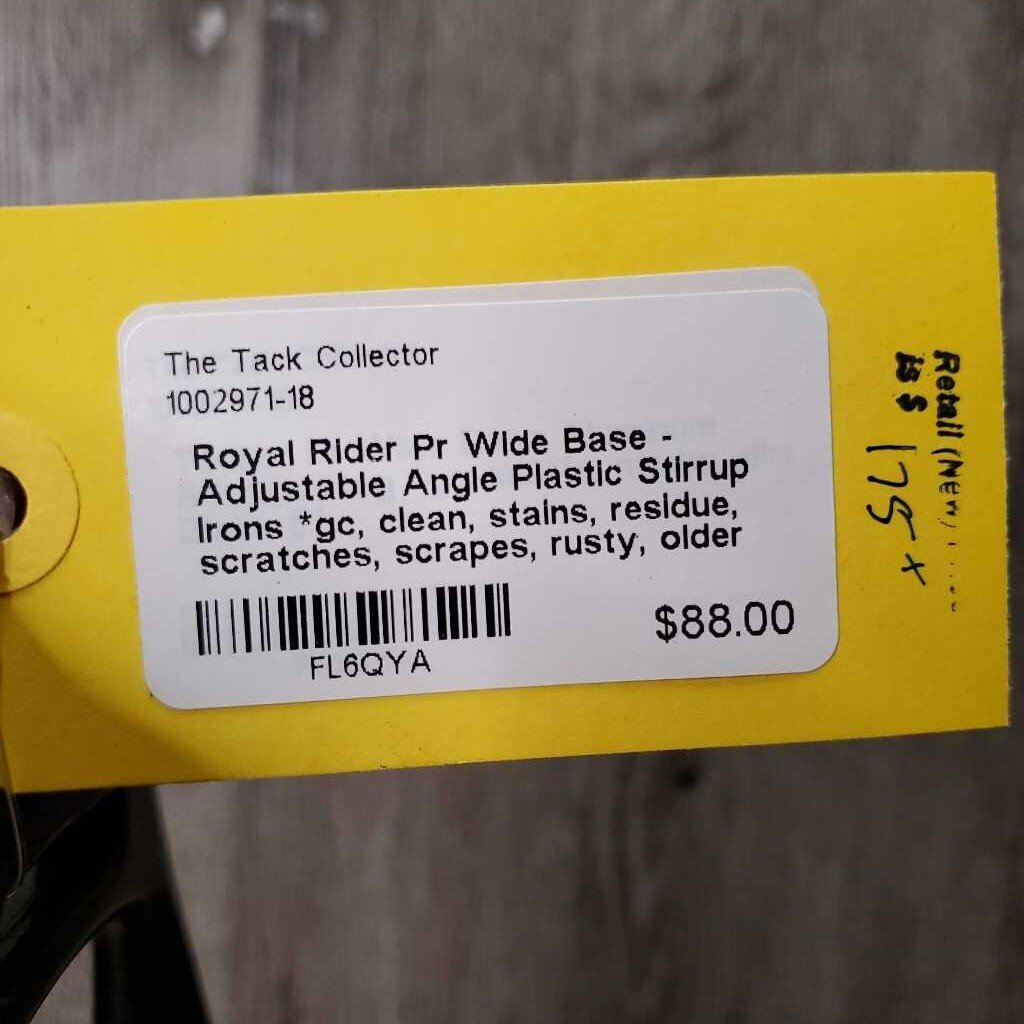 The Tack Collector
1002971-18
Royal Rider Pr Wide Base -
Adjustable Angle Plastic Stirrup
Irons *gc, clean, stains, residue,
scratches, scrapes, rusty, older
FL6QYA
$88.00
Retail (New
is $
175+